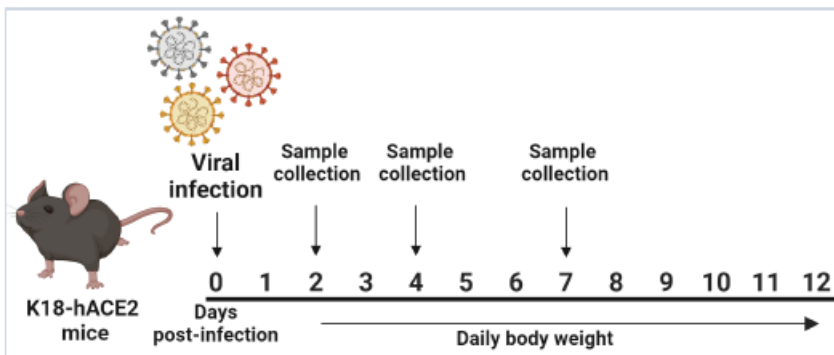 Viral
infection
Sample
collection
Sample
collection
Sample
collection
0 1 2 3 4 5 6 7 8 9 10 11 12
K18-hACE2
mice
Days
post-infection
Daily body weight